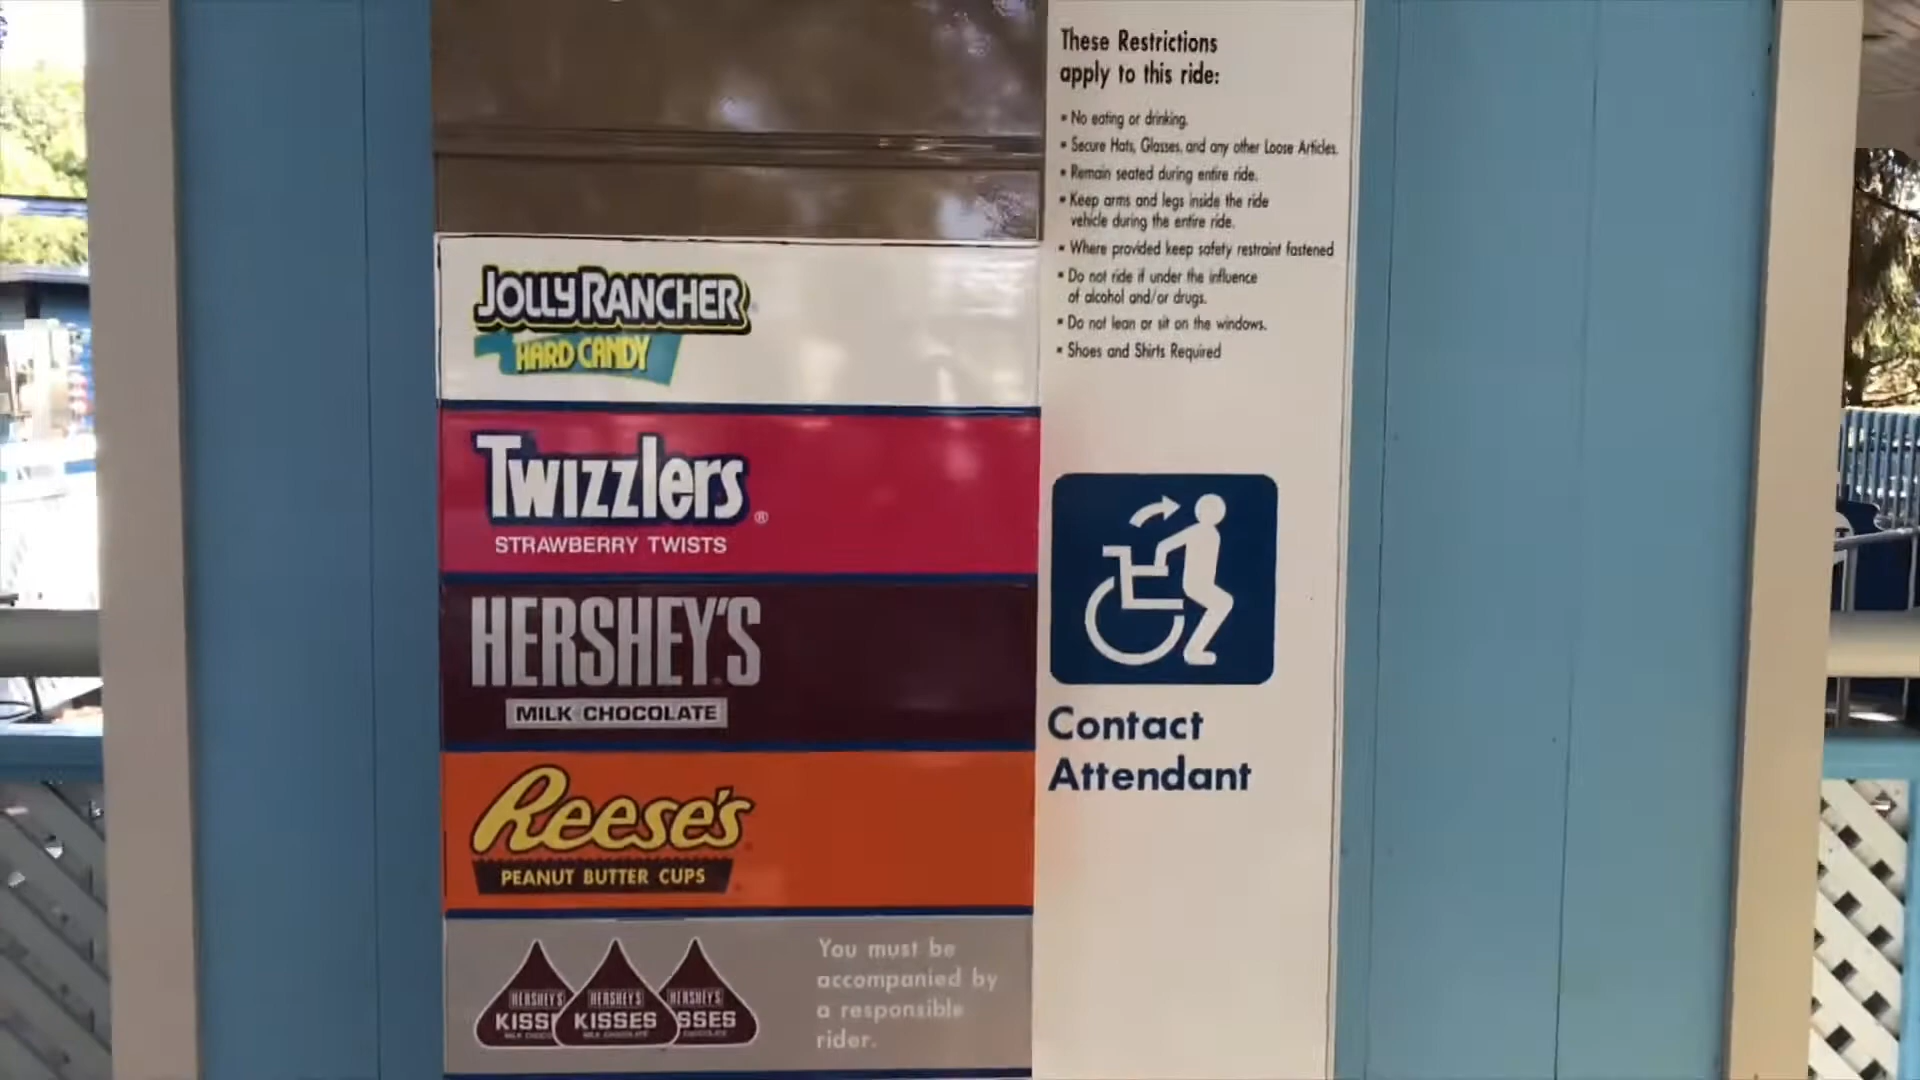 JOLLY RANCHER
HARD CANDY
TWIZZLERS®
STRAWBERRY TWISTS
HERSHEY'S
MILK CHOCOLATE
REESE'S
PEANUT BUTTER CUPS
HERSHEY'S HERSHEY'S HERSHEY'S
KISS KISSES SSES
You must be
accompanied by
a responsible
rider.
These Restrictions
apply to this ride:
• No eating or drinking.
• Secure Hats, Glasses, and any other Loose Articles.
• Remain seated during entire ride.
• Keep arms and legs inside the ride
vehicle during the entire ride.
• Where provided keep safety restraint fastened
• Do not ride if under the influence
of alcohol and/or drugs.
• Do not lean or sit on the windows.
• Shoes and Shirts Required
Contact
Attendant